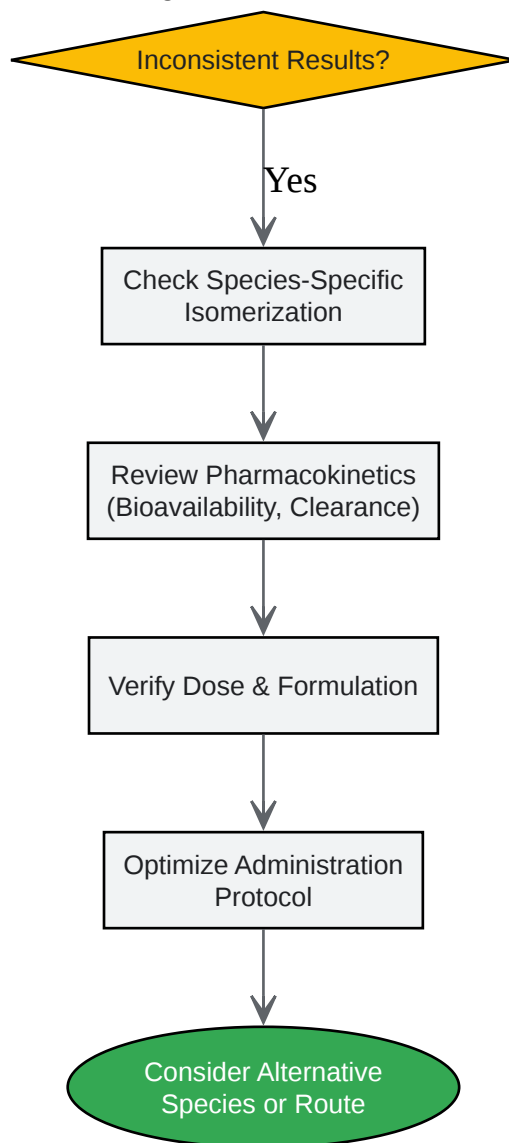 Inconsistent Results?
Yes
Check Species-Specific
Isomerization
Review Pharmacokinetics
(Bioavailability, Clearance)
Verify Dose & Formulation
Optimize Administration
Protocol
Consider Alternative
Species or Route